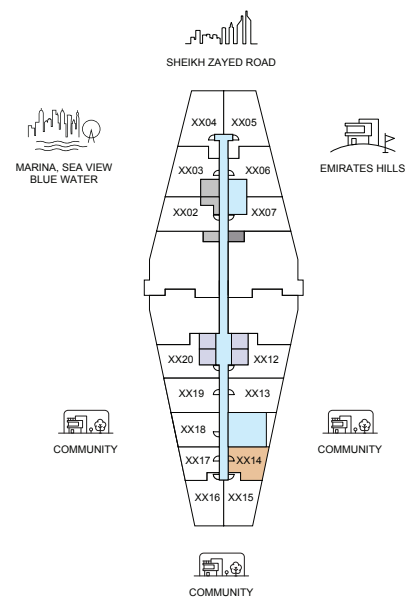 SHEIKH ZAYED ROAD
XX04 XX05
MARINA, SEA VIEW
BLUE WATER
XX03 XX06
EMIRATES HILLS
XX02 XX07
XX20 XX12
XX19 XX13
COMMUNITY
XX18
COMMUNITY
XX17 XX14
XX16 XX15
COMMUNITY